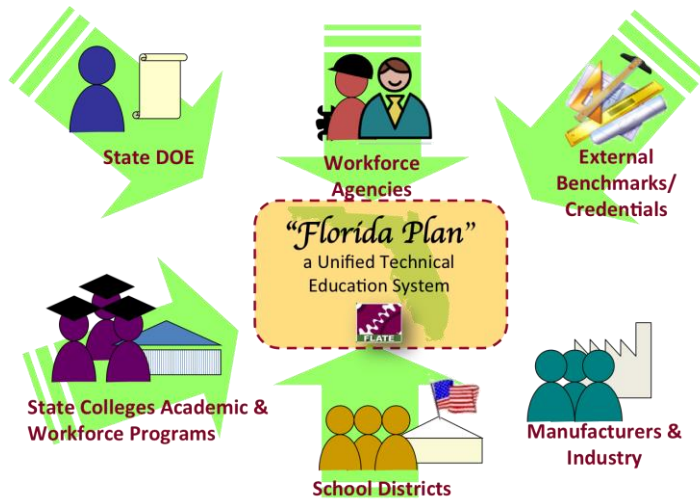 State DOE
Workforce
Agencies
External
Benchmarks/
Credentials
“Florida Plan”
a Unified Technical
Education System
FLATE
State Colleges Academic &
Workforce Programs
School Districts
Manufacturers &
Industry